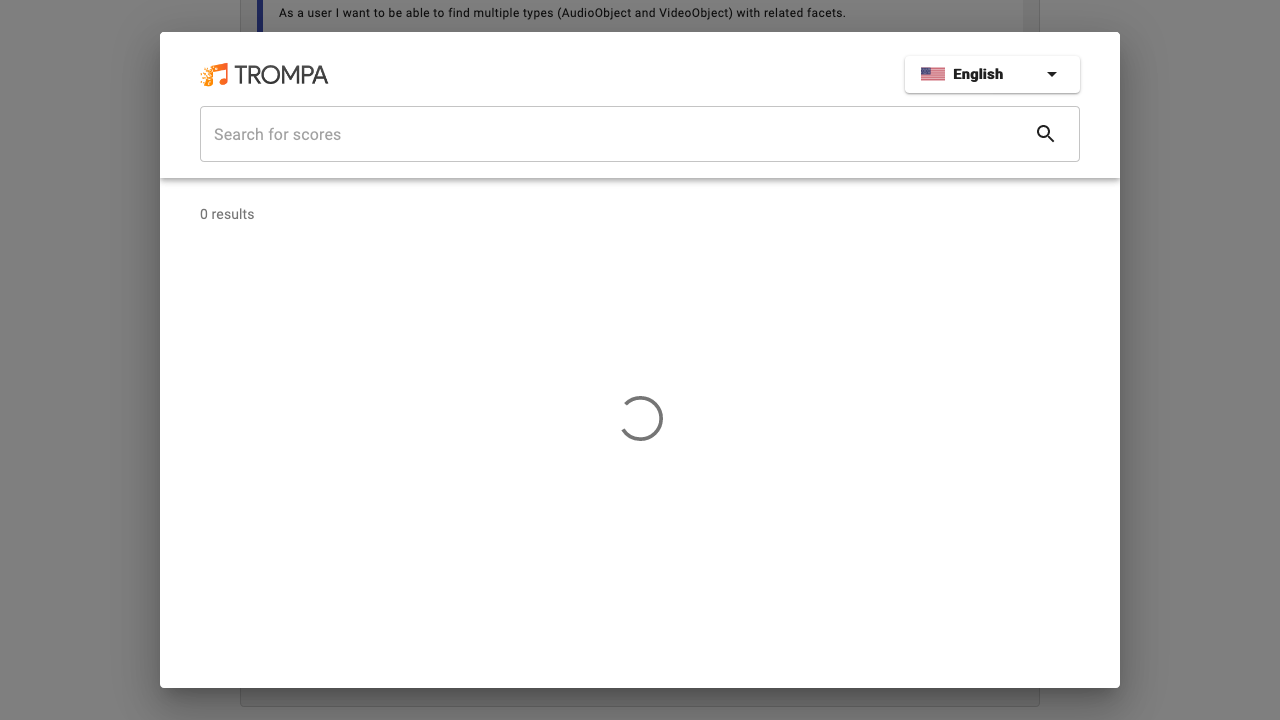 As a user I want to be able to find multiple types (AudioObject and VideoObject) with related facets.
TROMPA
English
Search for scores
0 results